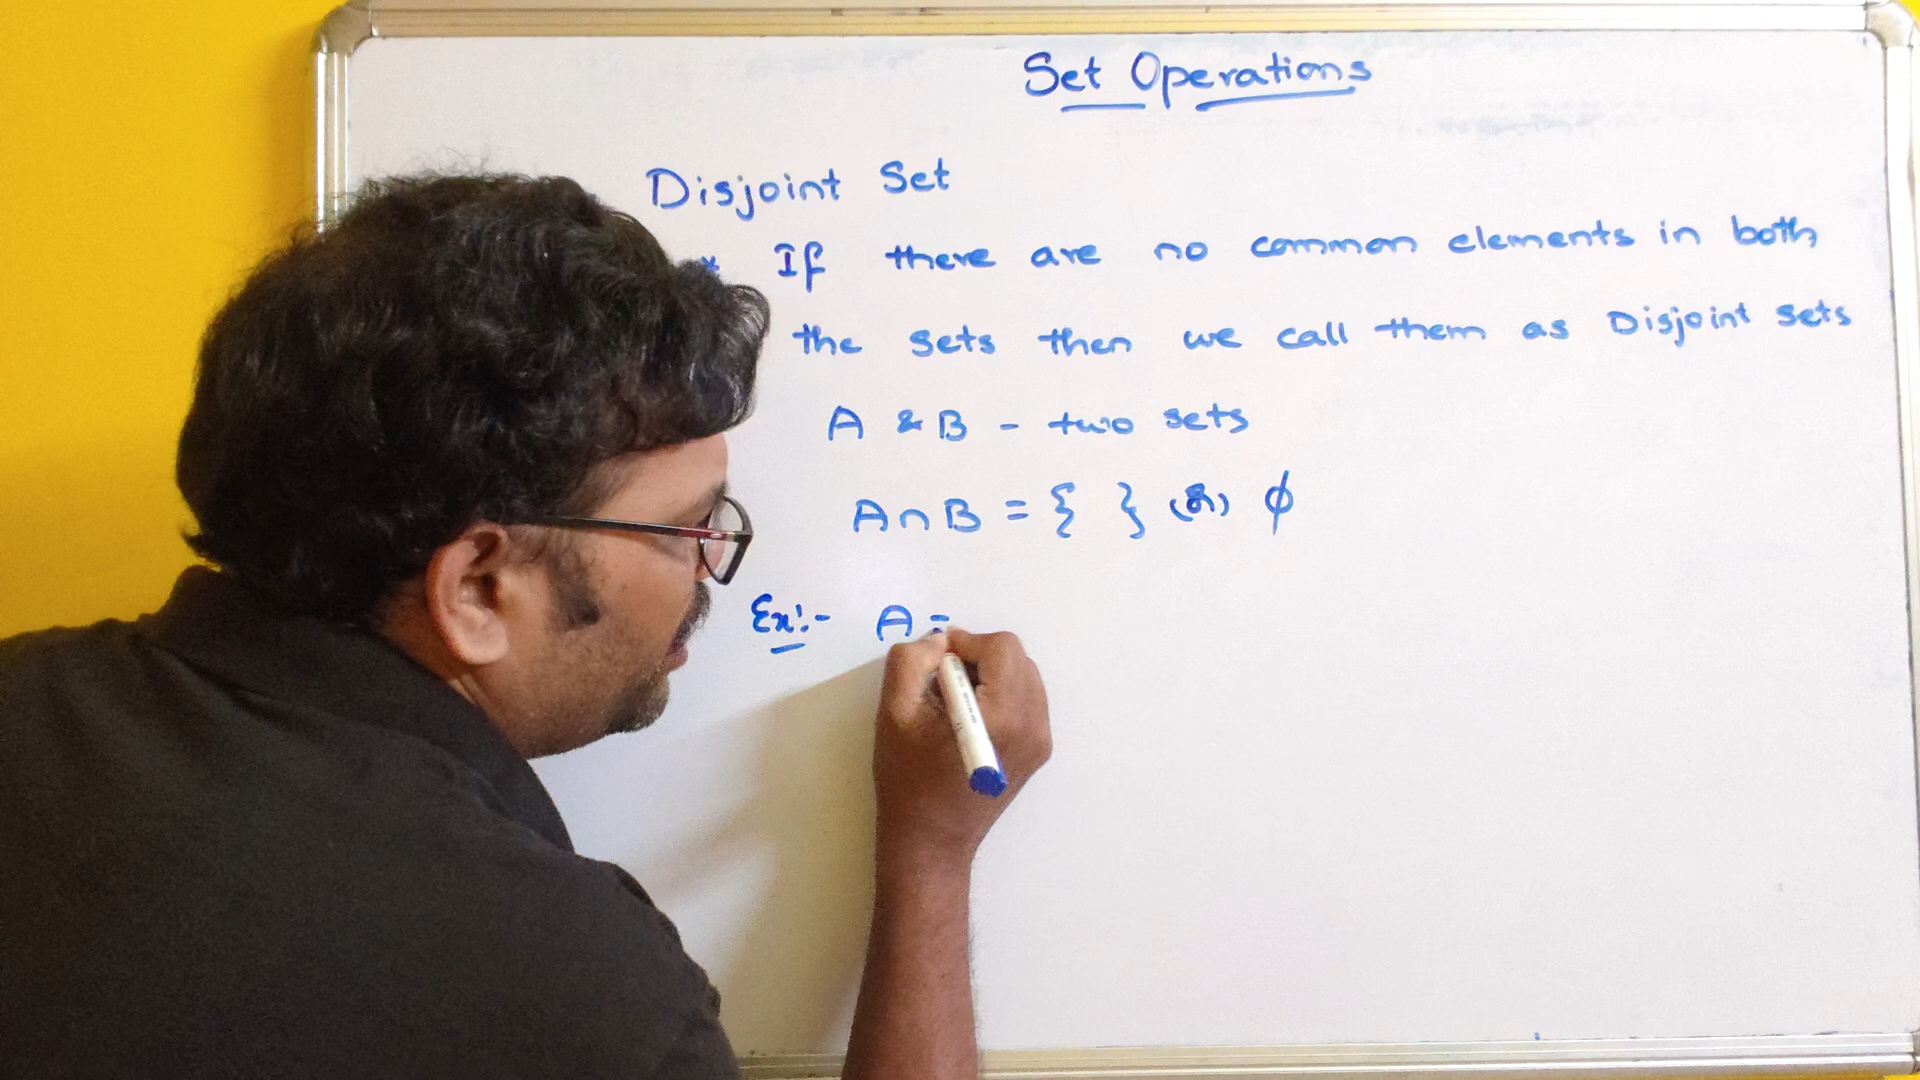 Set Operations
Disjoint Set
* If there are no common elements in both
the sets then we call them as Disjoint sets
A & B - two sets
A∩B = { } (or) ϕ
Ex:- A =